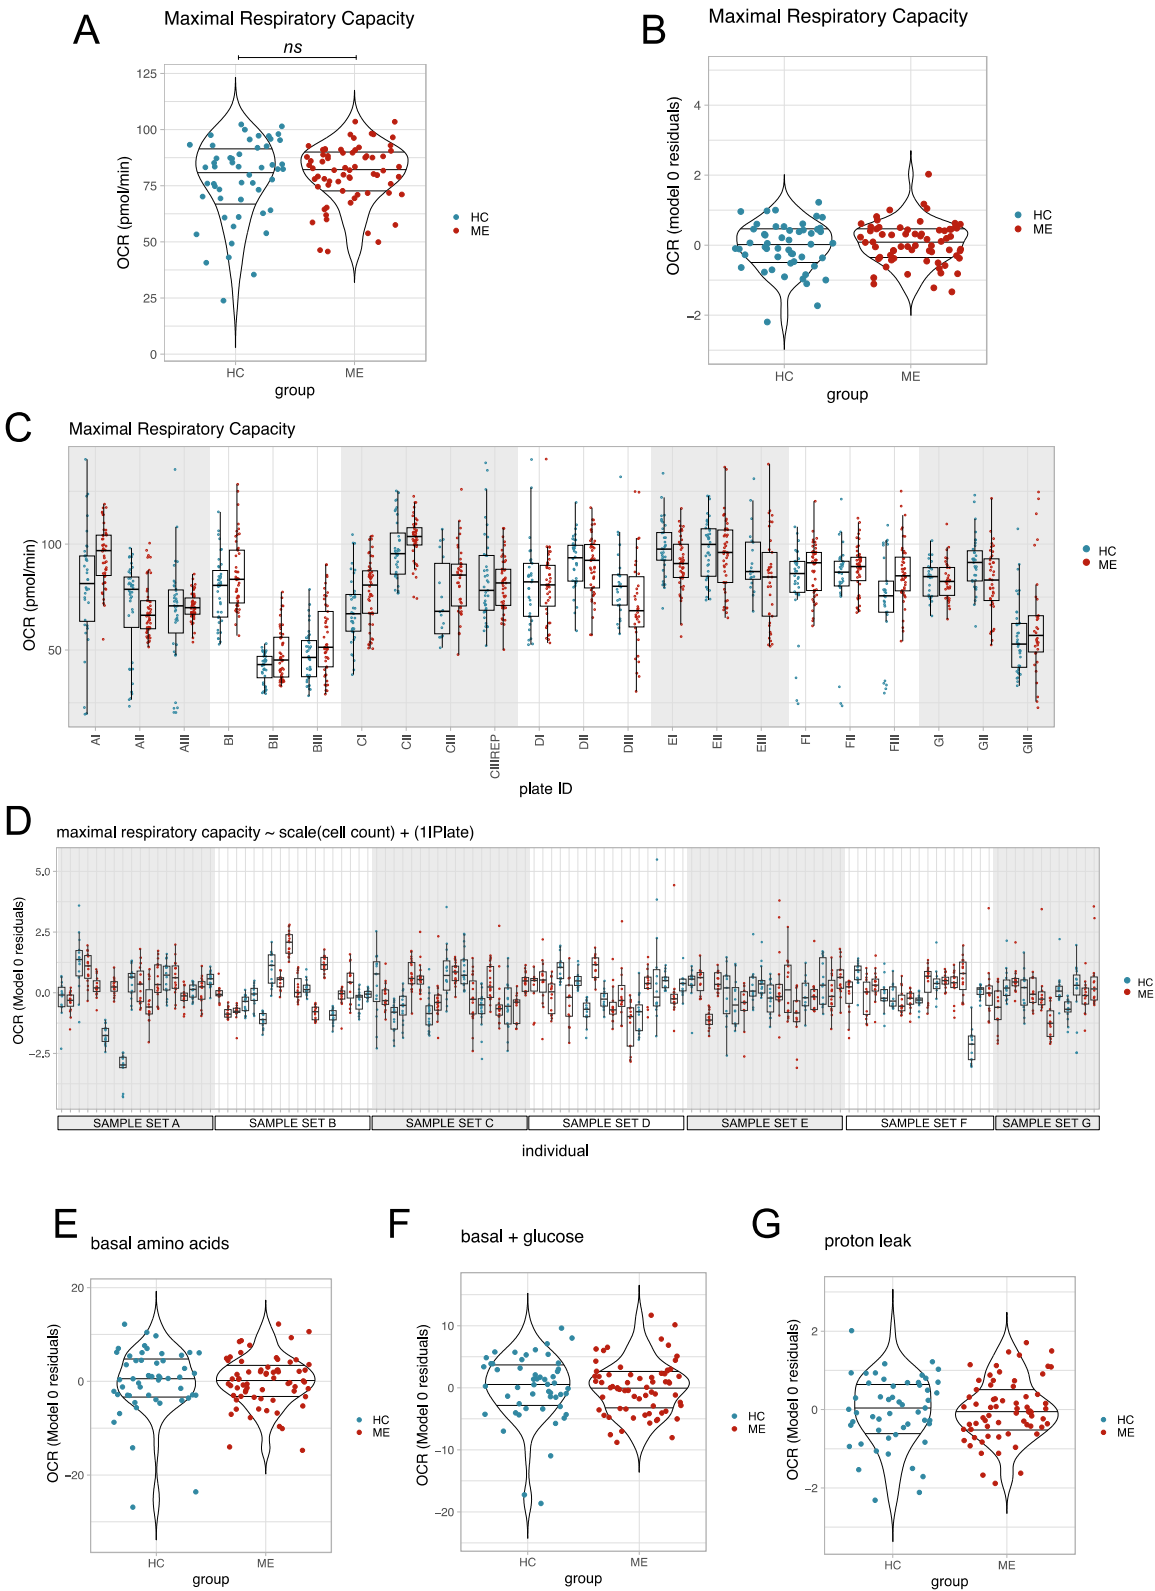 A
Maximal Respiratory Capacity
ns
125
100
75
50
25
0
OCR (pmol/min)
HC
ME
group
HC
ME
B
Maximal Respiratory Capacity
4
2
0
−2
OCR (model 0 residuals)
HC
ME
group
HC
ME
C
Maximal Respiratory Capacity
100
50
OCR (pmol/min)
AI
AII
AIII
BI
BII
BIII
CI
CII
CIII
CIIIREP
DI
DII
DIII
EI
EII
EIII
FI
FII
FIII
GI
GII
GIII
plate ID
HC
ME
D
maximal respiratory capacity ~ scale(cell count) + (1IPlate)
5.0
2.5
0.0
−2.5
OCR (Model 0 residuals)
SAMPLE SET A
SAMPLE SET B
SAMPLE SET C
SAMPLE SET D
SAMPLE SET E
SAMPLE SET F
SAMPLE SET G
individual
HC
ME
E
basal amino acids
20
0
−20
OCR (Model 0 residuals)
HC
ME
group
HC
ME
F
basal + glucose
10
0
−10
−20
OCR (Model 0 residuals)
HC
ME
group
HC
ME
G
proton leak
2
0
−2
OCR (Model 0 residuals)
HC
ME
group
HC
ME